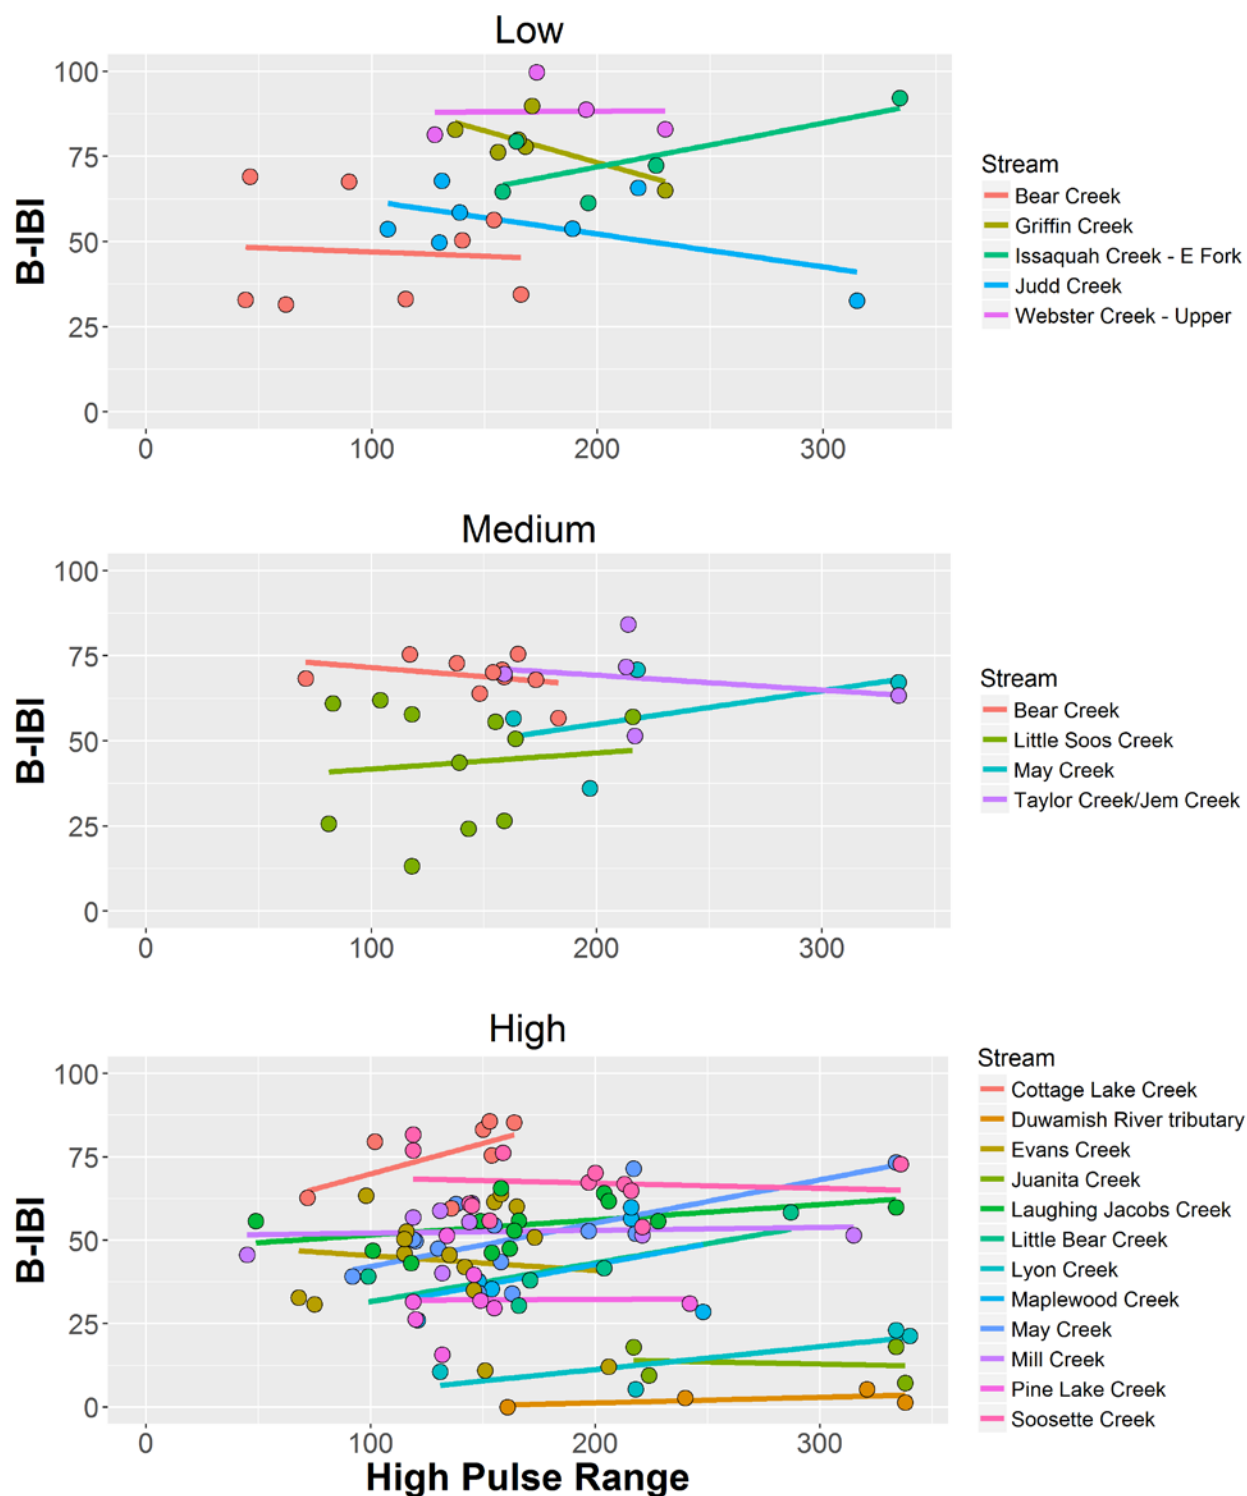 Low
100
75
50
25
0
B-IBI
0 100 200 300
Stream
Bear Creek
Griffin Creek
Issaquah Creek - E Fork
Judd Creek
Webster Creek - Upper
Medium
100
75
50
25
0
B-IBI
0 100 200 300
Stream
Bear Creek
Little Soos Creek
May Creek
Taylor Creek/Jem Creek
High
100
75
50
25
0
B-IBI
0 100 200 300
High Pulse Range
Stream
Cottage Lake Creek
Duwamish River tributary
Evans Creek
Juanita Creek
Laughing Jacobs Creek
Little Bear Creek
Lyon Creek
Maplewood Creek
May Creek
Mill Creek
Pine Lake Creek
Soosette Creek